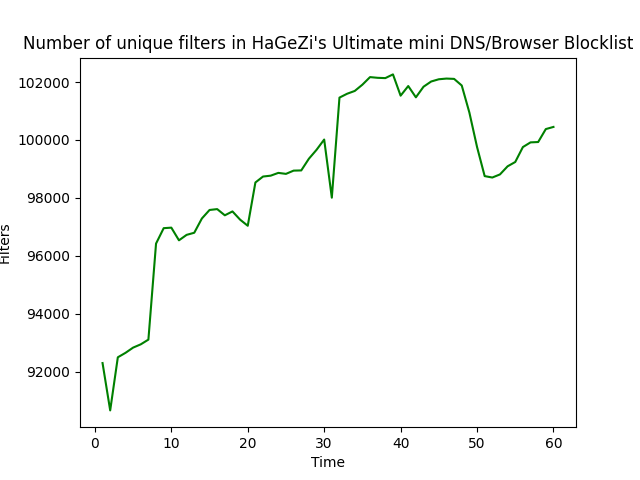 Number of unique filters in HaGeZi's Ultimate mini DNS/Browser Blocklist
102000
100000
98000
96000
94000
92000
Filters
0 10 20 30 40 50 60
Time